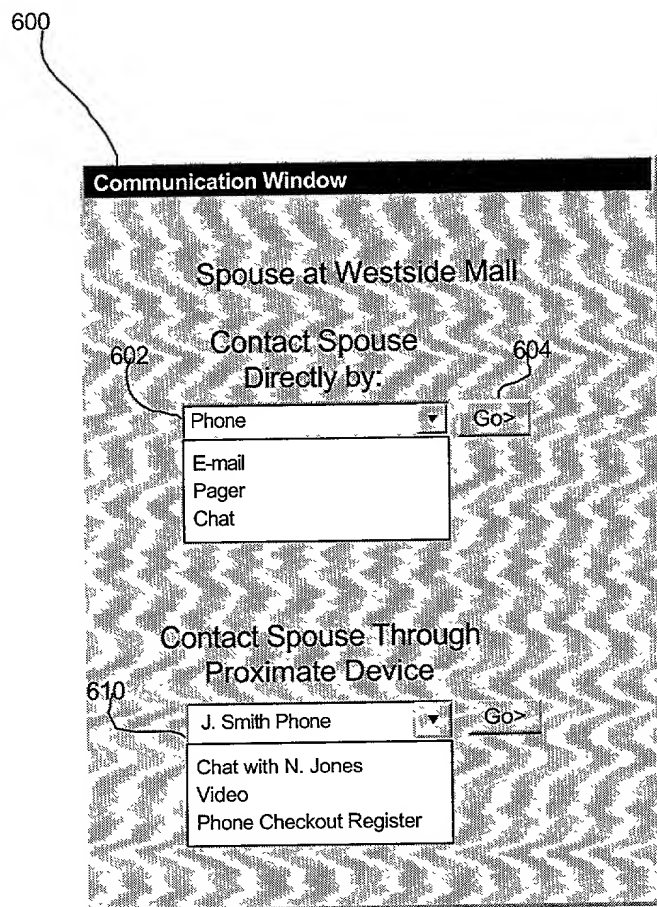 600
Communication Window
Spouse at Westside Mall
Contact Spouse
Directly by:
602
604
Phone
Go>
E-mail
Pager
Chat
Contact Spouse Through
Proximate Device
610
J. Smith Phone
Go>
Chat with N. Jones
Video
Phone Checkout Register